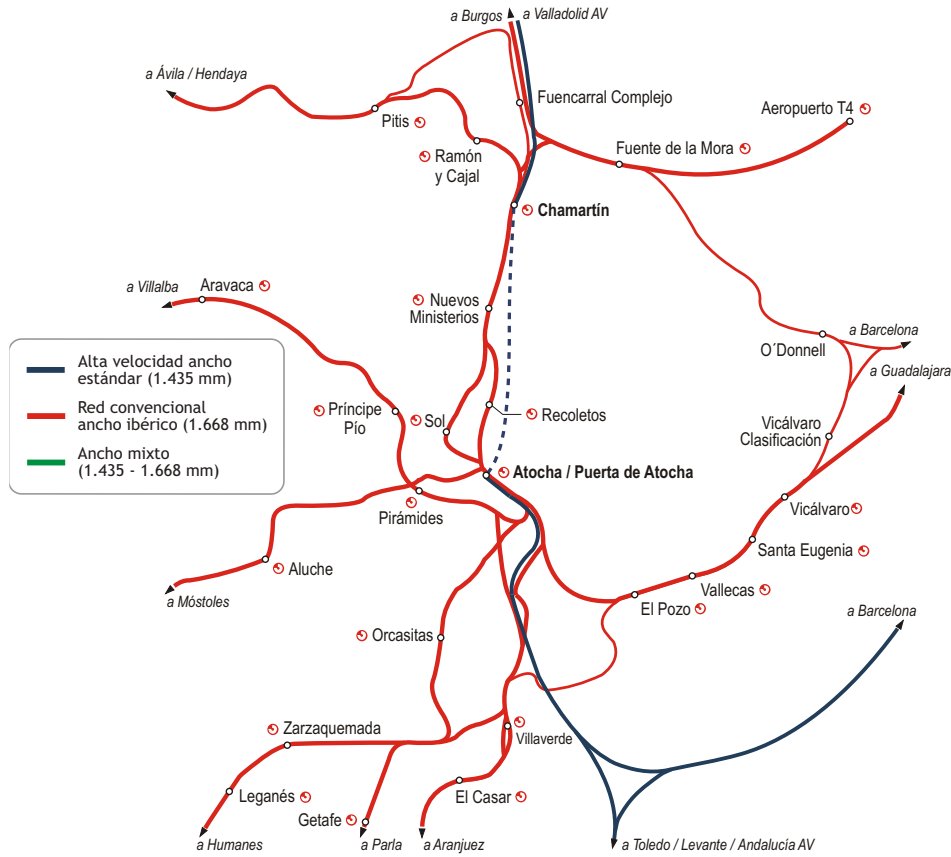 a Burgos
a Valladolid AV
a Ávila / Hendaya
Fuencarral Complejo
Aeropuerto T4
Pitis
Fuente de la Mora
Ramón
y Cajal
Chamartín
Aravaca
a Villalba
Nuevos
Ministerios
a Barcelona
O´Donnell
a Guadalajara
Alta velocidad ancho
estándar (1.435 mm)
Red convencional
ancho ibérico (1.668 mm)
Ancho mixto
(1.435 - 1.668 mm)
Príncipe
Pío
Sol
Recoletos
Vicálvaro
Clasificación
Atocha / Puerta de Atocha
Pirámides
Vicálvaro
Santa Eugenia
Aluche
Vallecas
a Móstoles
El Pozo
a Barcelona
Orcasitas
Zarzaquemada
Villaverde
Leganés
El Casar
Getafe
a Humanes
a Parla
a Aranjuez
a Toledo / Levante / Andalucía AV